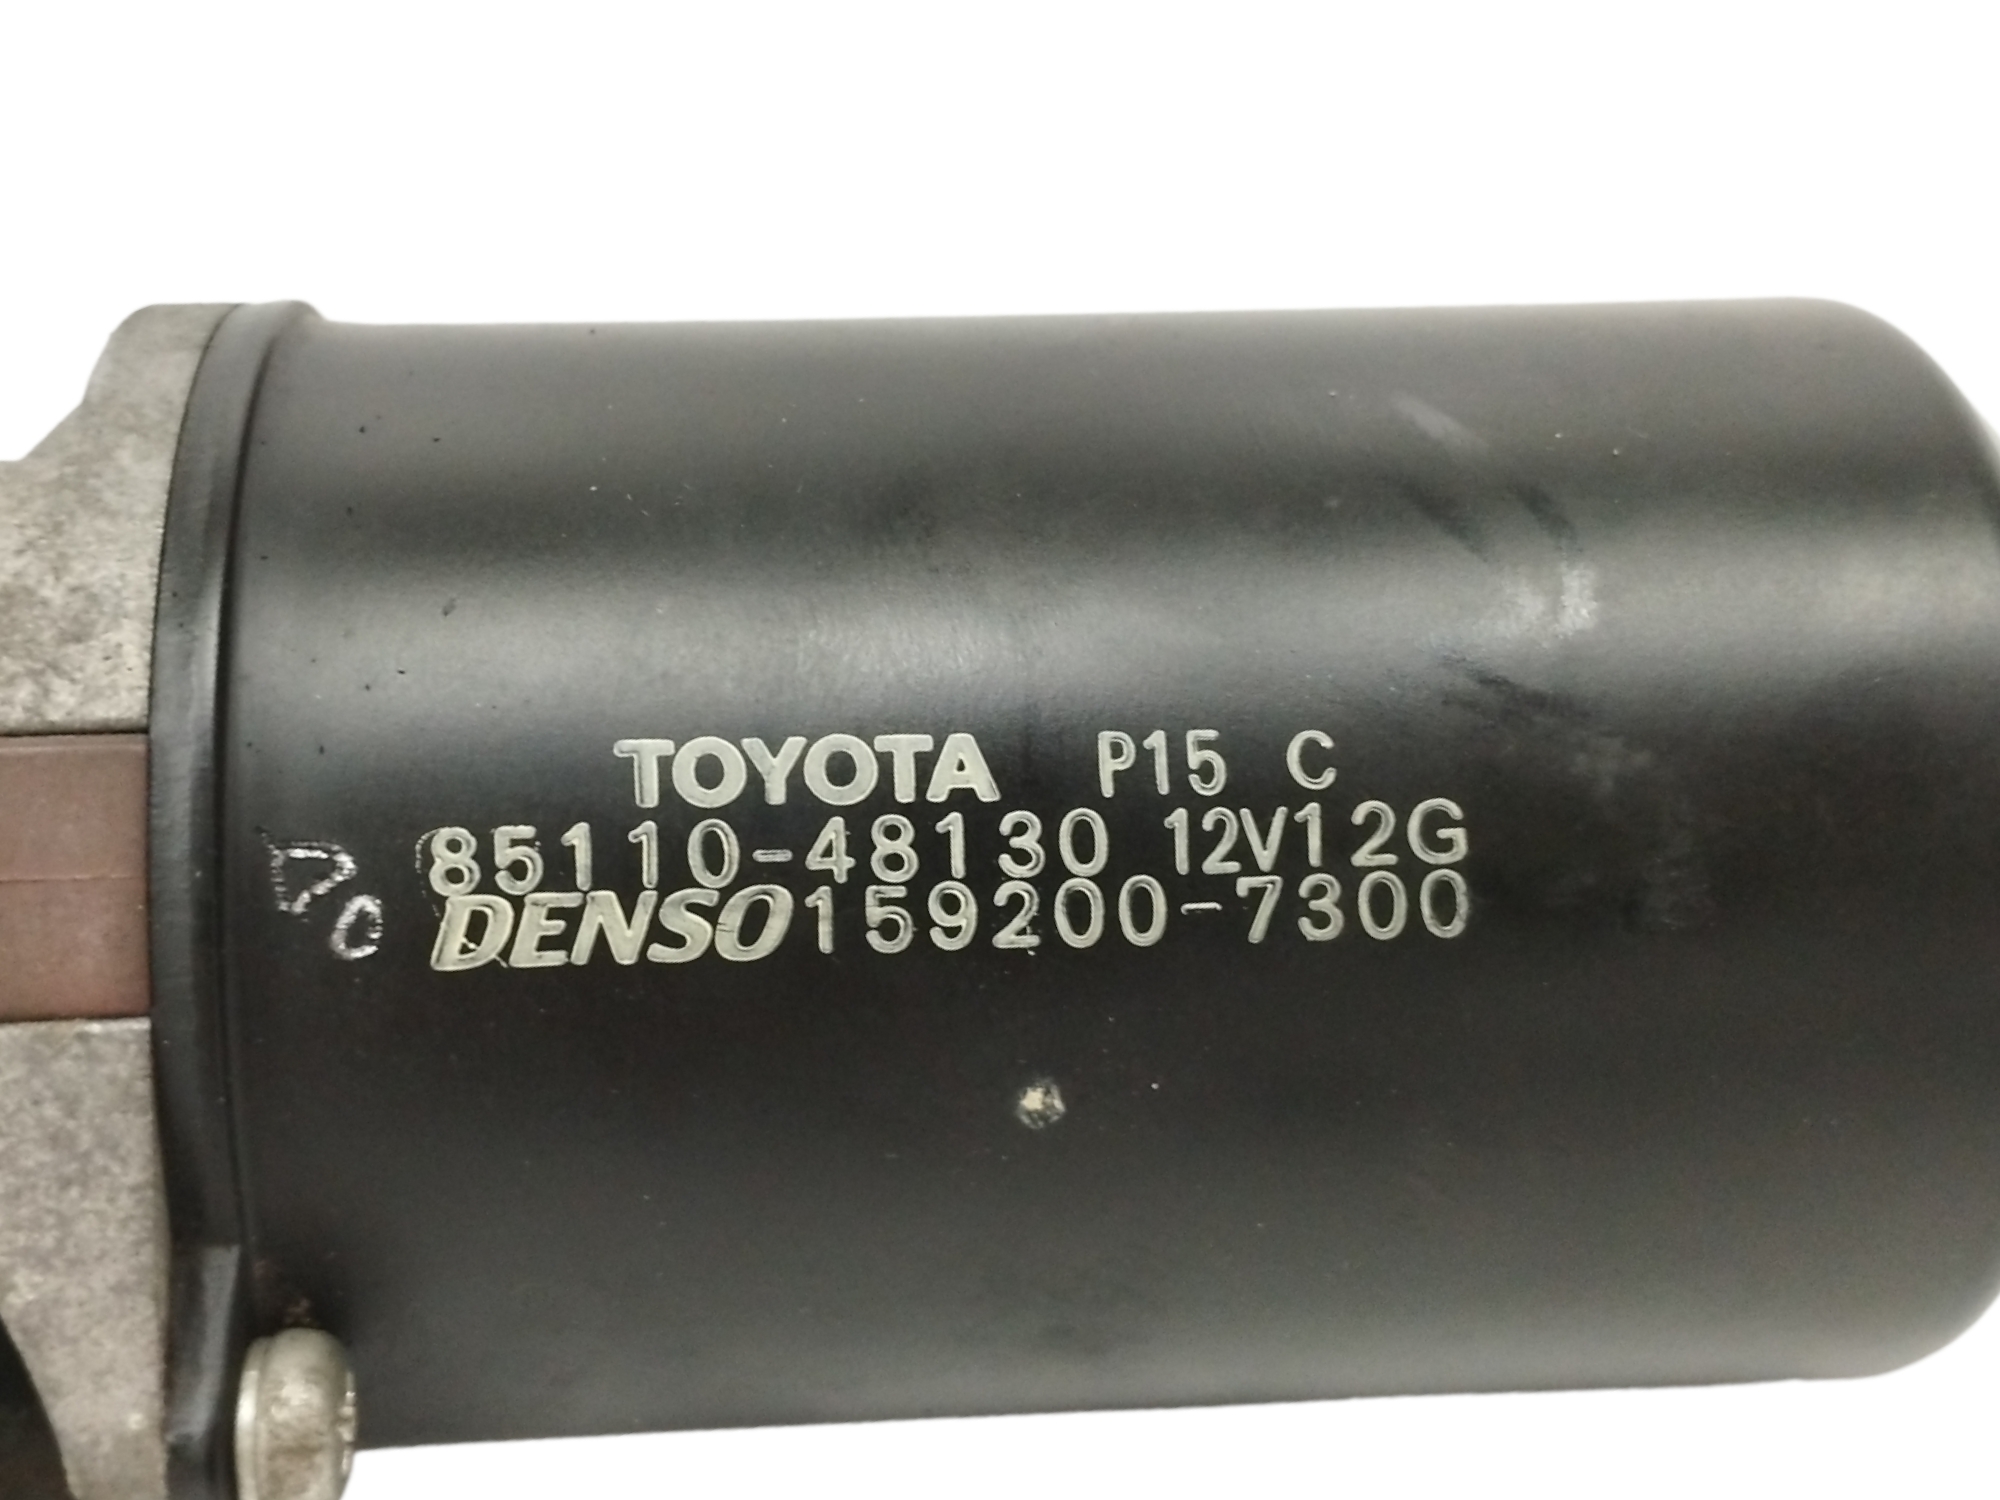 TOYOTA P15 C
85110-48130 12V12G
DENSO 159200-7300